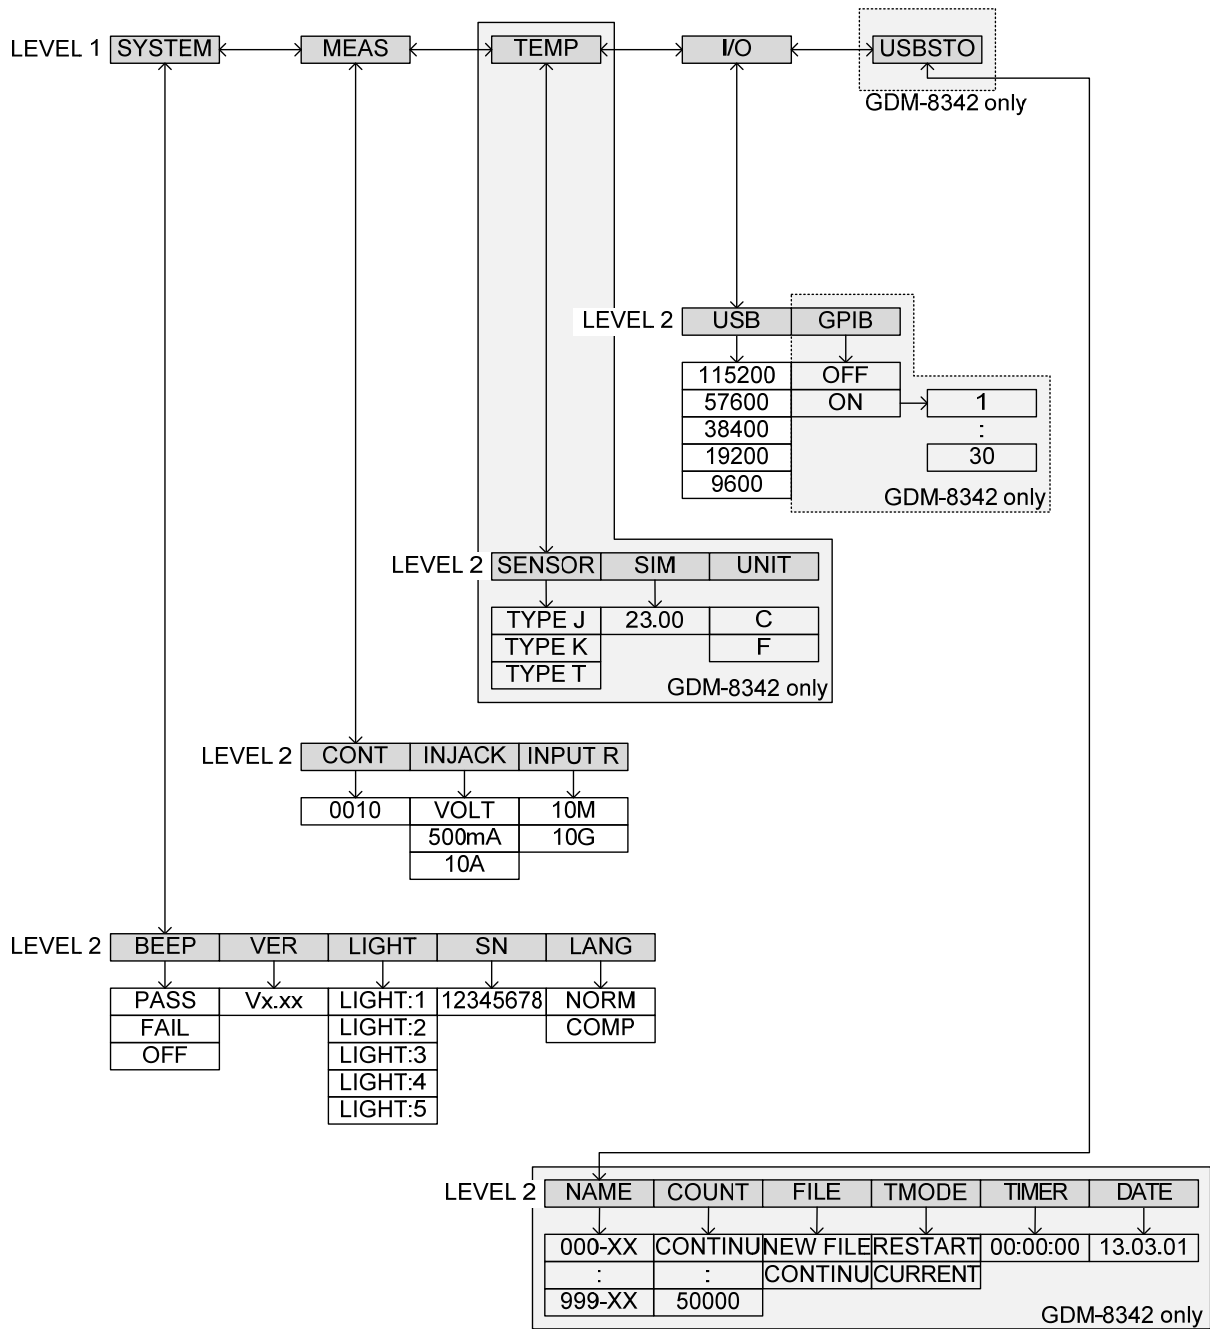 LEVEL 1 SYSTEM MEAS TEMP I/O USBSTO
GDM-8342 only
LEVEL 2 USB GPIB
115200 OFF
57600 ON 1
38400 :
19200 30
9600
GDM-8342 only
LEVEL 2 SENSOR SIM UNIT
TYPE J 23.00 C
TYPE K F
TYPE T
GDM-8342 only
LEVEL 2 CONT INJACK INPUT R
0010 VOLT 10M
500mA 10G
10A
LEVEL 2 BEEP VER LIGHT SN LANG
PASS Vx.xx LIGHT:1 12345678 NORM
FAIL LIGHT:2 COMP
OFF LIGHT:3
LIGHT:4
LIGHT:5
LEVEL 2 NAME COUNT FILE TMODE TIMER DATE
000-XX CONTINU NEW FILE RESTART 00:00:00 13.03.01
: : CONTINU CURRENT
999-XX 50000
GDM-8342 only